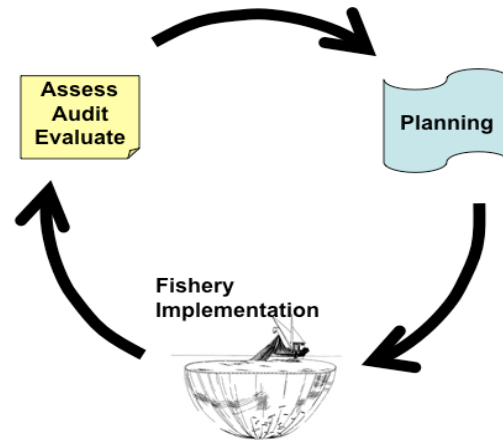 Assess
Audit
Evaluate
Planning
Fishery
Implementation